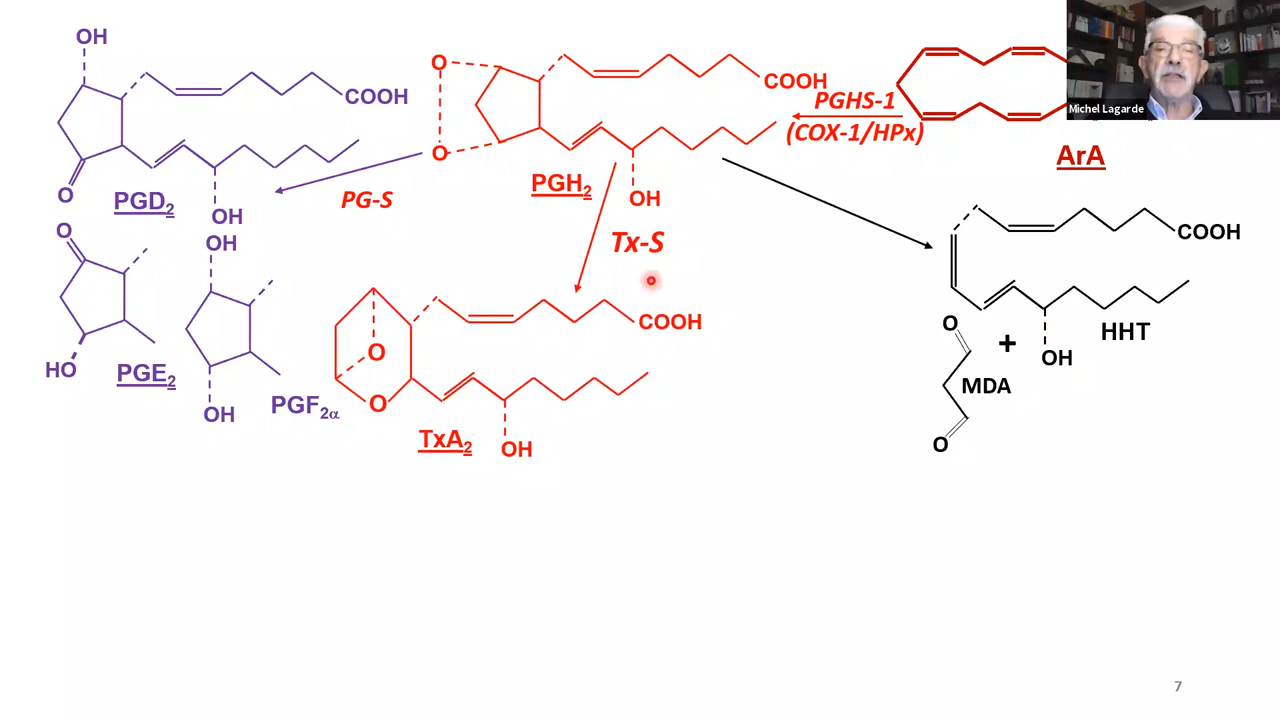 OH
COOH
O
OH
PGD2
PG-S
O
O
COOH
OH
PGH2
PGHS-1
(COX-1/HPx)
ArA
Michel Lagarde
Tx-S
O
HO
PGE2
OH
OH
PGF2α
O
O
COOH
OH
TxA2
COOH
OH
HHT
+
O
MDA
O
7